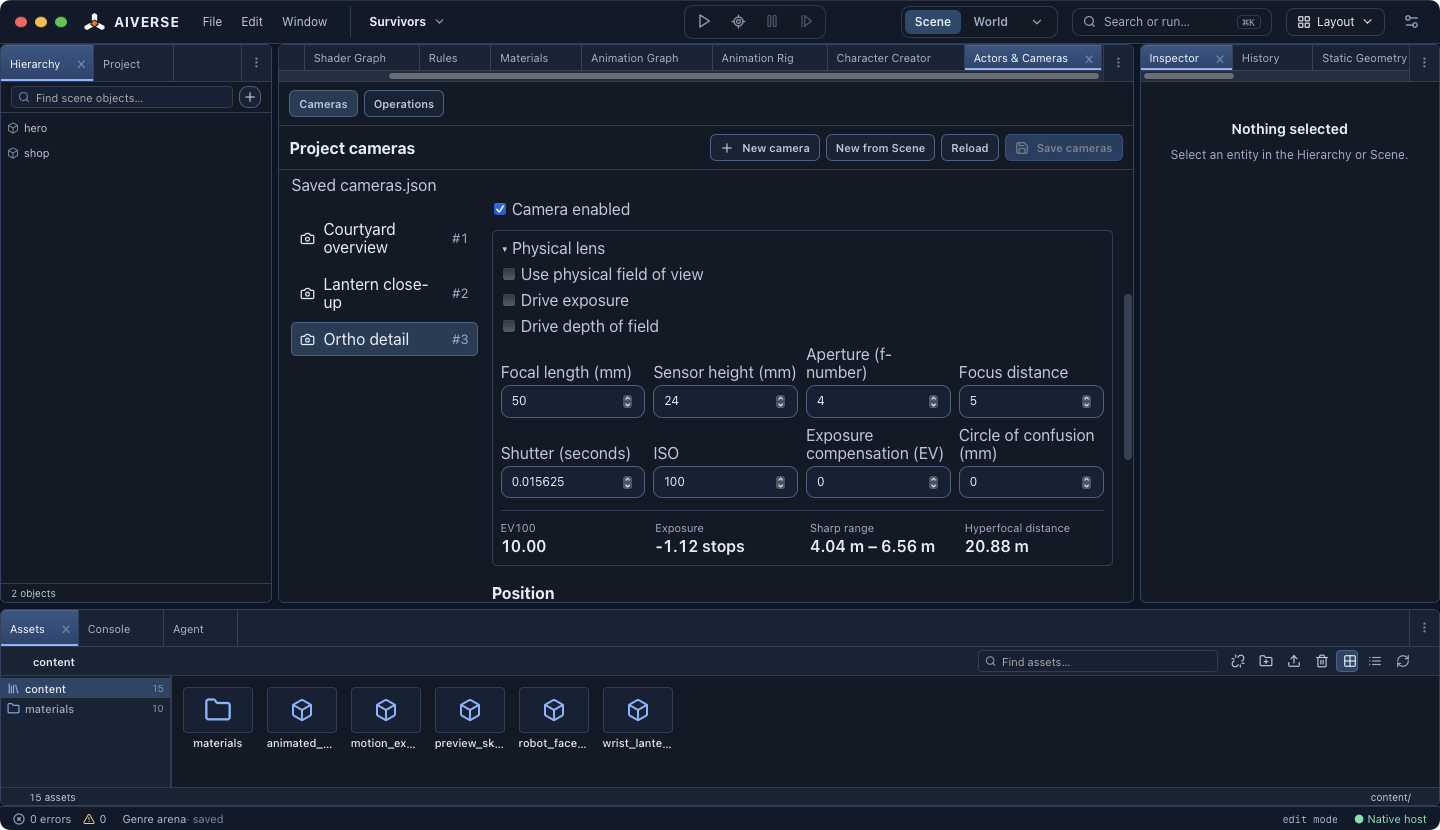 AIVERSE File Edit Window Survivors Scene World Search or run... ⌘K Layout
Hierarchy Project Shader Graph Rules Materials Animation Graph Animation Rig Character Creator Actors & Cameras Inspector History Static Geometry
Find scene objects...
hero
shop
2 objects
Cameras Operations
Project cameras New camera New from Scene Reload Save cameras
Saved cameras.json
Courtyard
overview #1
Lantern close-
up #2
Ortho detail #3
Camera enabled
Physical lens
Use physical field of view
Drive exposure
Drive depth of field
Focal length (mm) Sensor height (mm) Aperture (f-
number) Focus distance
50 24 4 5
Shutter (seconds) ISO Exposure
compensation (EV) Circle of confusion
(mm)
0.015625 100 0 0
EV100 Exposure Sharp range Hyperfocal distance
10.00 -1.12 stops 4.04 m – 6.56 m 20.88 m
Position
Nothing selected
Select an entity in the Hierarchy or Scene.
Assets Console Agent
content Find assets...
content 15
materials 10
materials animated_... motion_ex... preview_sk... robot_face... wrist_lante...
15 assets content/
0 errors 0 Genre arena · saved edit mode Native host